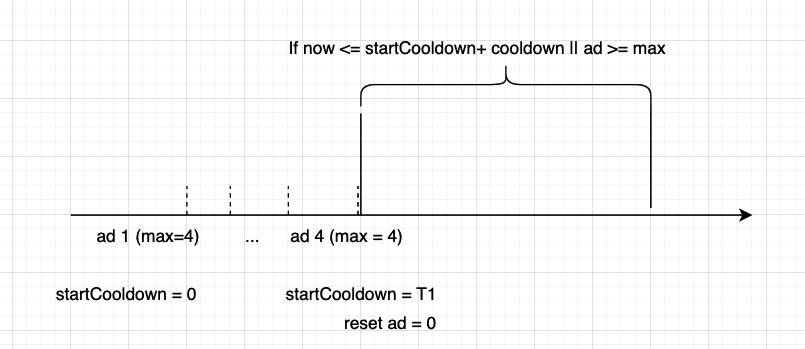 If now <= startCooldown+ cooldown || ad >= max
ad 1 (max=4) ... ad 4 (max = 4)
startCooldown = 0 startCooldown = T1
reset ad = 0